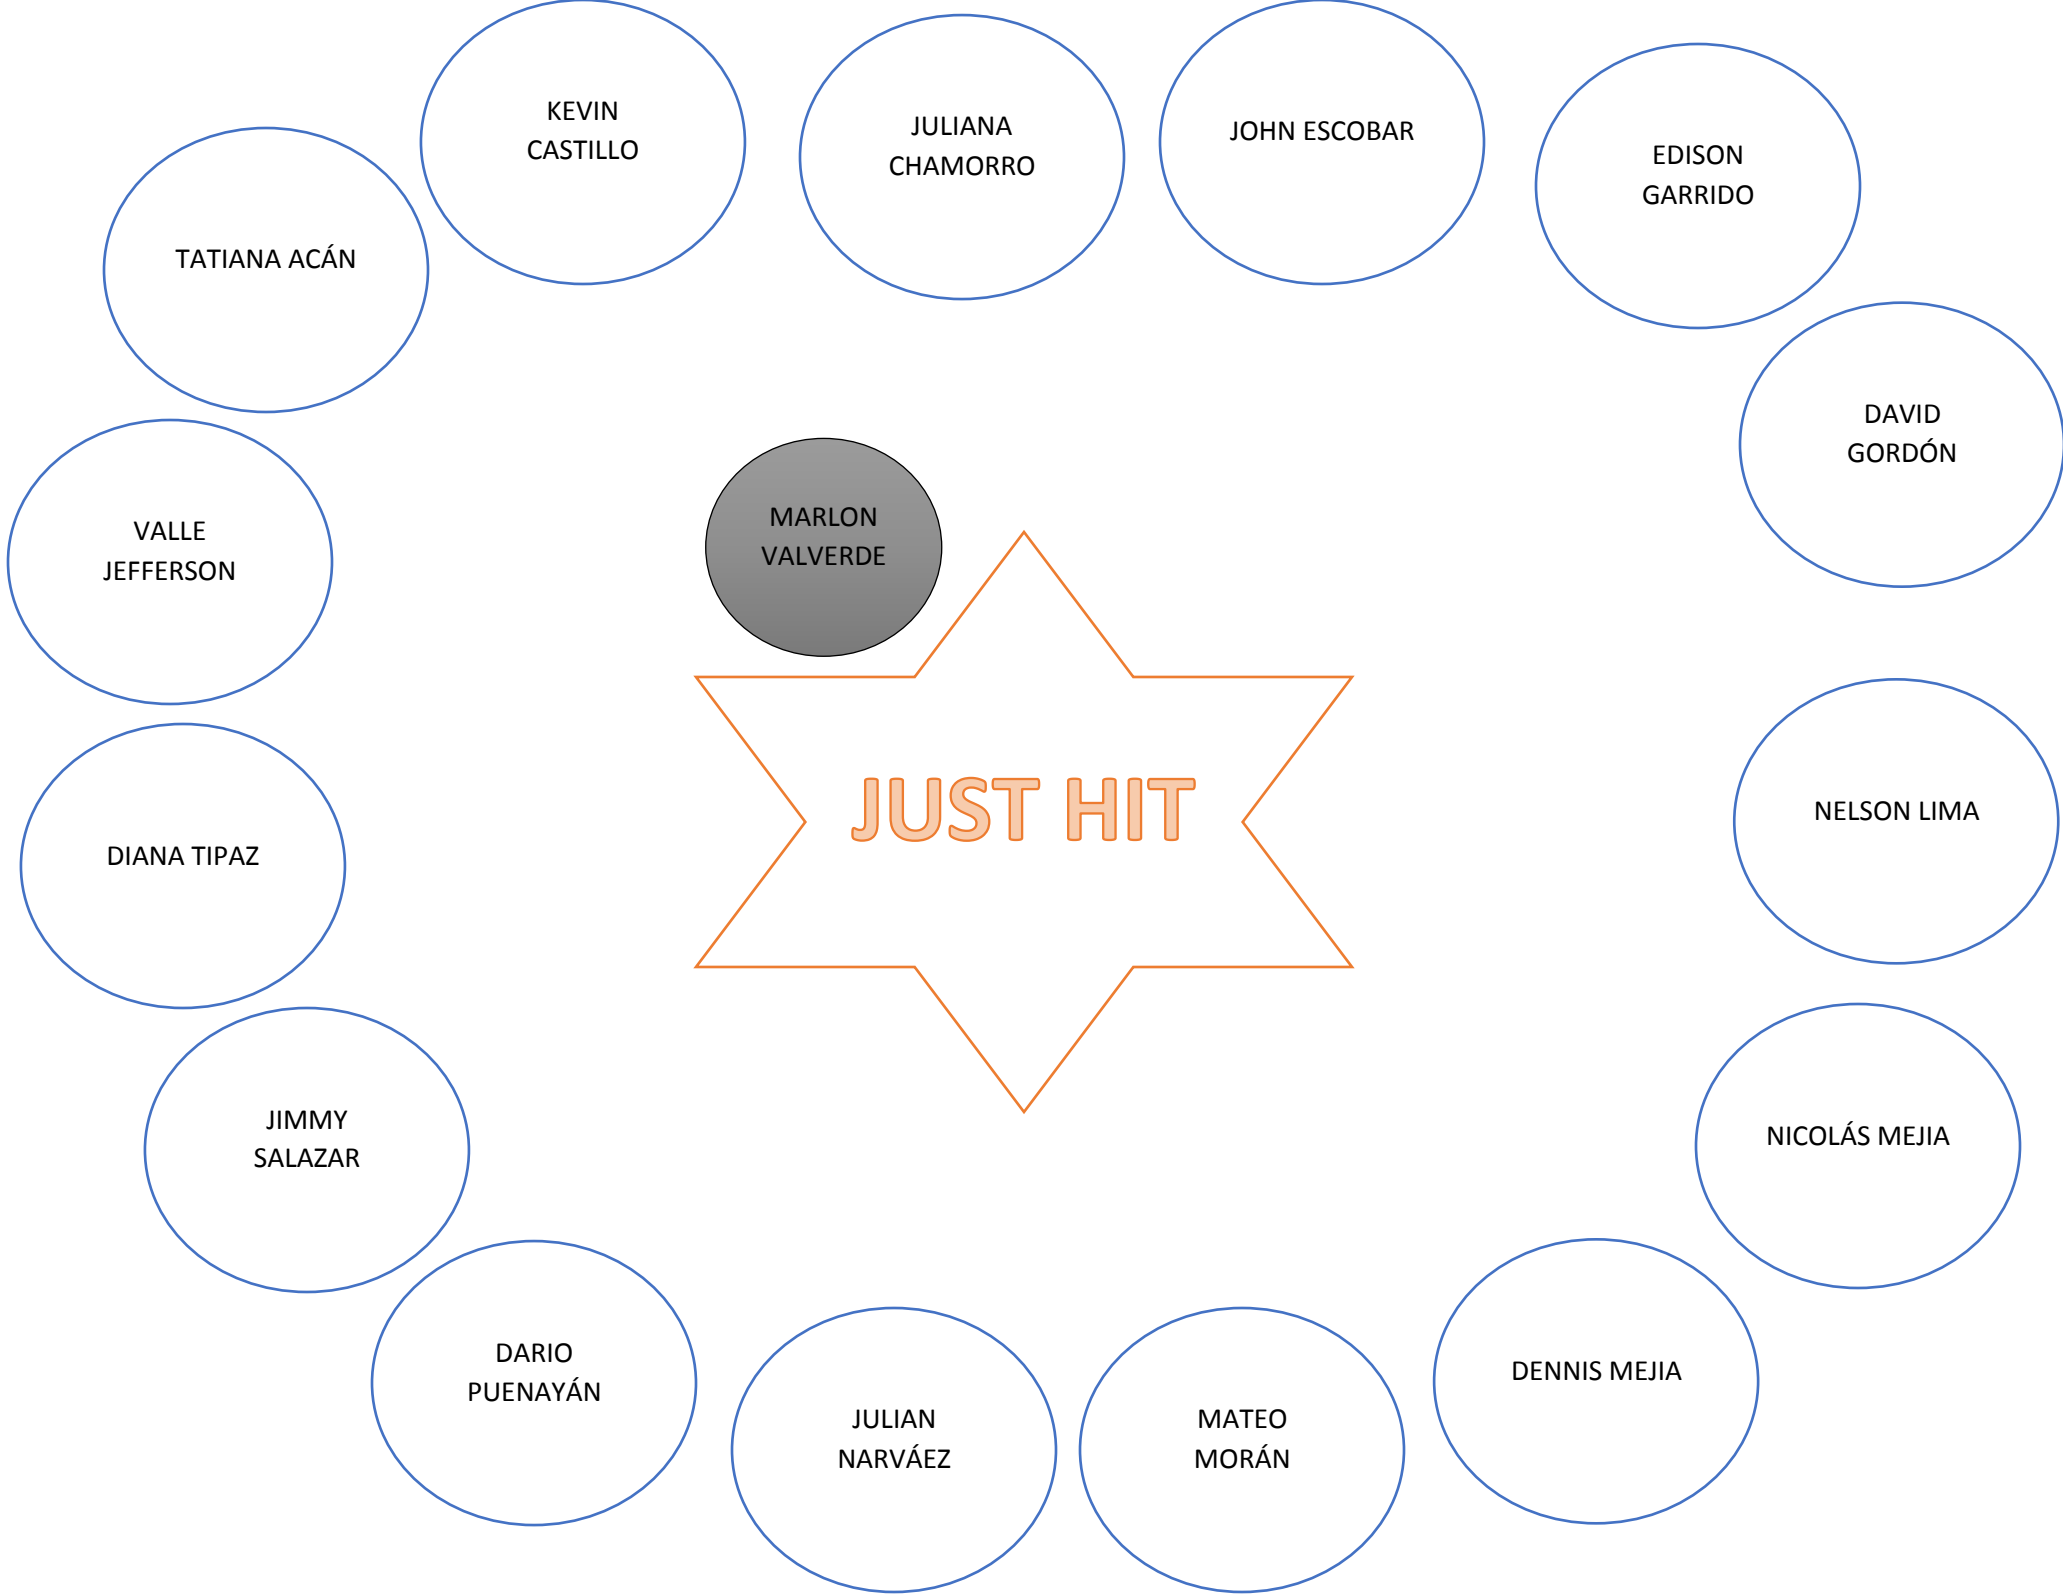 KEVIN
CASTILLO
JULIANA
CHAMORRO
JOHN ESCOBAR
EDISON
GARRIDO
TATIANA ACÁN
DAVID
GORDÓN
VALLE
JEFFERSON
MARLON
VALVERDE
JUST HIT
NELSON LIMA
DIANA TIPAZ
JIMMY
SALAZAR
NICOLÁS MEJIA
DARIO
PUENAYÁN
JULIAN
NARVÁEZ
MATEO
MORÁN
DENNIS MEJIA